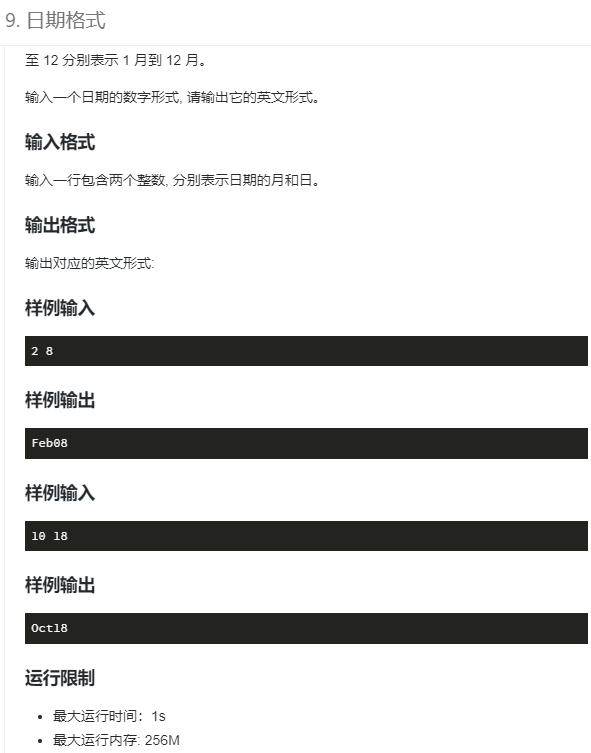 9. 日期格式
至 12 分别表示 1 月到 12 月。
输入一个日期的数字形式, 请输出它的英文形式。
输入格式
输入一行包含两个整数, 分别表示日期的月和日。
输出格式
输出对应的英文形式:
样例输入
2 8
样例输出
Feb08
样例输入
10 18
样例输出
Oct18
运行限制
• 最大运行时间：1s
• 最大运行内存: 256M